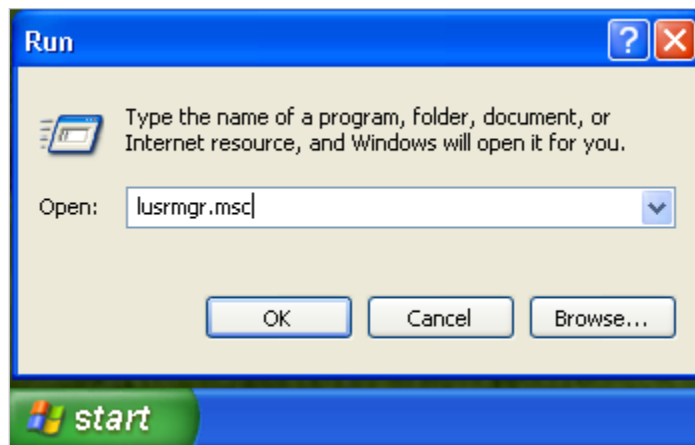 Run
Type the name of a program, folder, document, or
Internet resource, and Windows will open it for you.
Open: lusrmgr.msc
OK Cancel Browse...
start